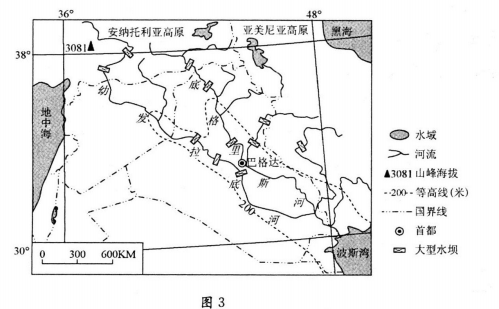 36°
48°
38°
3081
安纳托利亚高原
亚美尼亚高原
黑海
地中海
幼
发
拉
底
河
底
格
里
斯
河
巴格达
200
30°
0 300 600KM
波斯湾
水域
河流
3081 山峰海拔
200 等高线(米)
国界线
首都
大型水坝
图 3